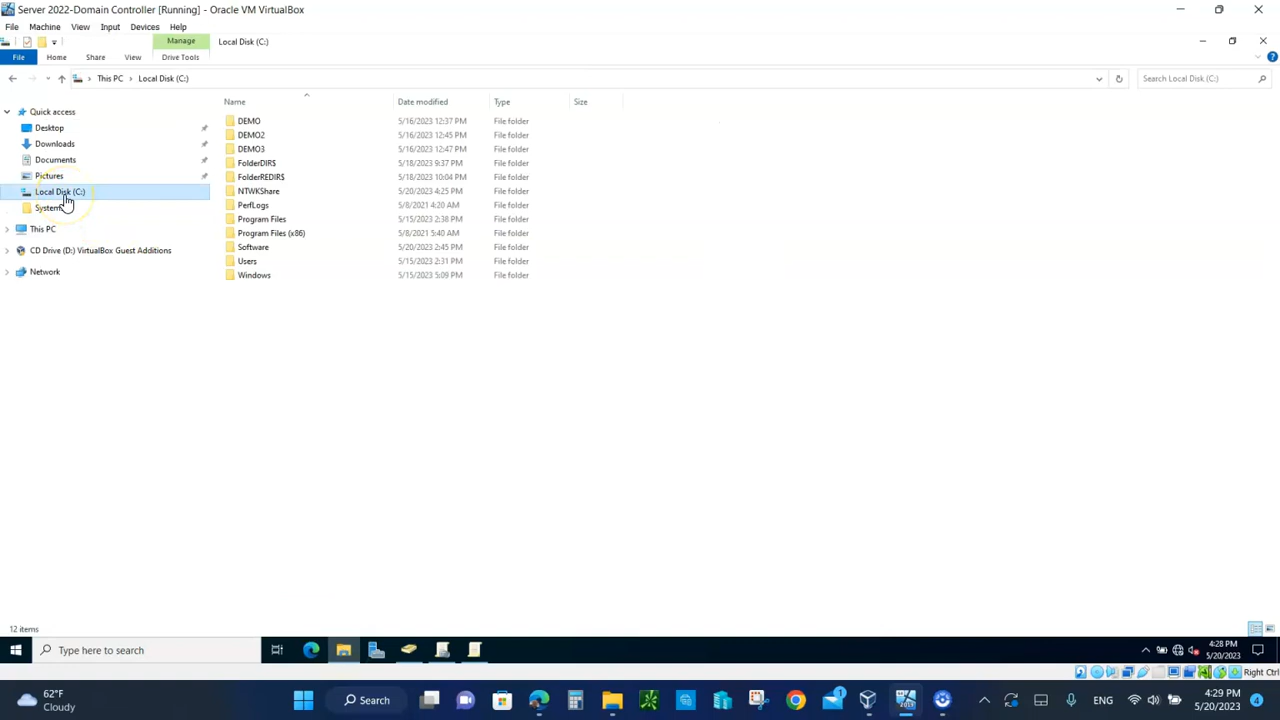 Server 2022-Domain Controller [Running] - Oracle VM VirtualBox
File Machine View Input Devices Help
Manage Local Disk (C:)
File Home Share View Drive Tools
This PC Local Disk (C:) Search Local Disk (C:)
Name Date modified Type Size
Quick access
Desktop
Downloads
Documents
Pictures
Local Disk (C:)
System
This PC
CD Drive (D:) VirtualBox Guest Additions
Network
DEMO 5/16/2023 12:37 PM File folder
DEMO2 5/16/2023 12:45 PM File folder
DEMO3 5/16/2023 12:47 PM File folder
FolderDIR$ 5/18/2023 9:37 PM File folder
FolderREDIR$ 5/18/2023 10:04 PM File folder
NTWKShare 5/20/2023 4:25 PM File folder
PerfLogs 5/8/2021 4:20 AM File folder
Program Files 5/15/2023 2:38 PM File folder
Program Files (x86) 5/8/2021 5:40 AM File folder
Software 5/20/2023 2:45 PM File folder
Users 5/15/2023 2:31 PM File folder
Windows 5/15/2023 5:09 PM File folder
12 items
Type here to search
4:28 PM
5/20/2023
Right Ctrl
62°F
Cloudy
Search
1
2019
ENG
4:29 PM
5/20/2023
4